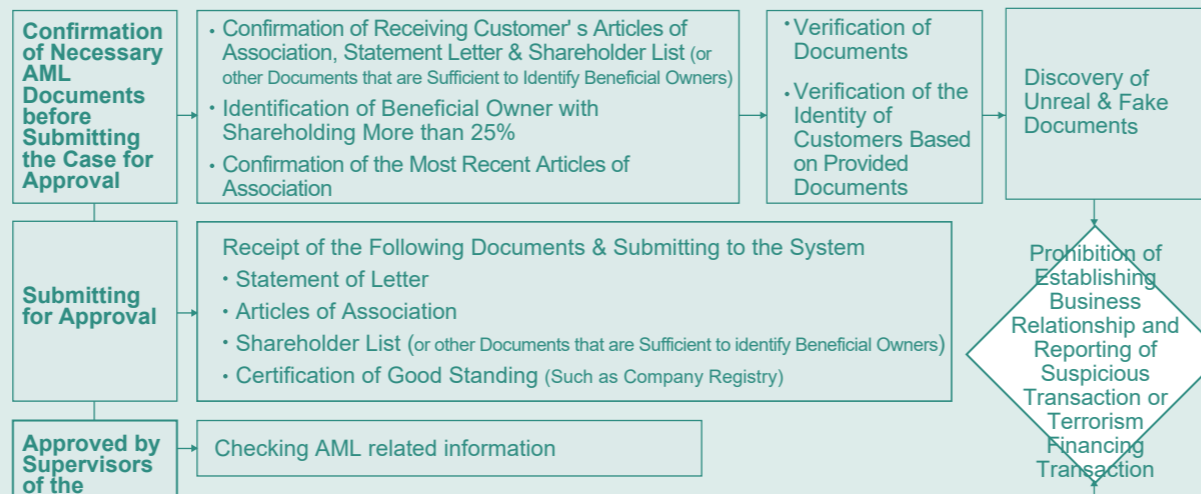 Confirmation
of Necessary
AML
Documents
before
Submitting
the Case for
Approval
• Confirmation of Receiving Customer' s Articles of
Association, Statement Letter & Shareholder List (or
other Documents that are Sufficient to Identify Beneficial Owners)
• Identification of Beneficial Owner with
Shareholding More than 25%
• Confirmation of the Most Recent Articles of
Association
• Verification of
Documents
• Verification of the
Identity of
Customers Based
on Provided
Documents
Discovery of
Unreal & Fake
Documents
Submitting
for Approval
Receipt of the Following Documents & Submitting to the System
• Statement of Letter
• Articles of Association
• Shareholder List (or other Documents that are Sufficient to identify Beneficial Owners)
• Certification of Good Standing (Such as Company Registry)
Prohibition of
Establishing
Business
Relationship and
Reporting of
Suspicious
Transaction or
Terrorism
Financing
Transaction
Approved by
Supervisors
of the
Checking AML related information